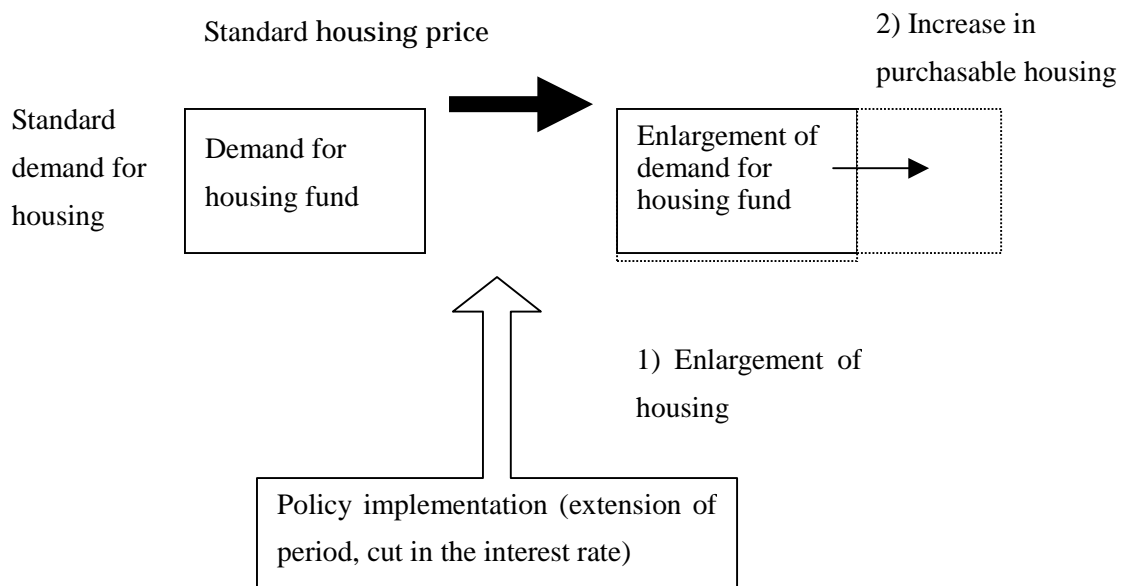 Standard housing price
2) Increase in
purchasable housing
Standard
demand for
housing
Demand for
housing fund
Enlargement of
demand for
housing fund
1) Enlargement of
housing
Policy implementation (extension of
period, cut in the interest rate)